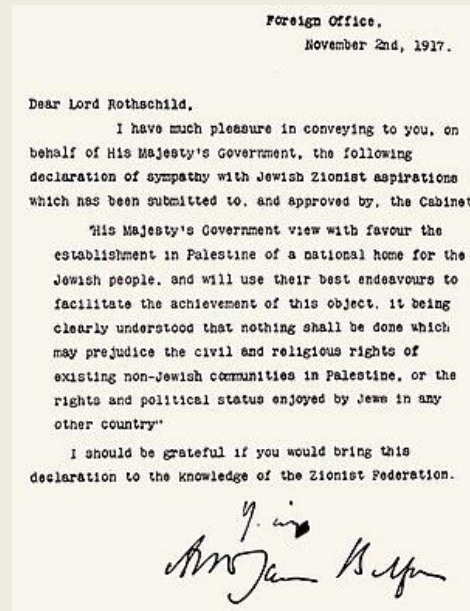 Foreign Office,
November 2nd, 1917.
Dear Lord Rothschild,
I have much pleasure in conveying to you, on
behalf of His Majesty's Government, the following
declaration of sympathy with Jewish Zionist aspirations
which has been submitted to, and approved by, the Cabinet
"His Majesty's Government view with favour the
establishment in Palestine of a national home for the
Jewish people, and will use their best endeavours to
facilitate the achievement of this object, it being
clearly understood that nothing shall be done which
may prejudice the civil and religious rights of
existing non-Jewish communities in Palestine, or the
rights and political status enjoyed by Jews in any
other country"
I should be grateful if you would bring this
declaration to the knowledge of the Zionist Federation.